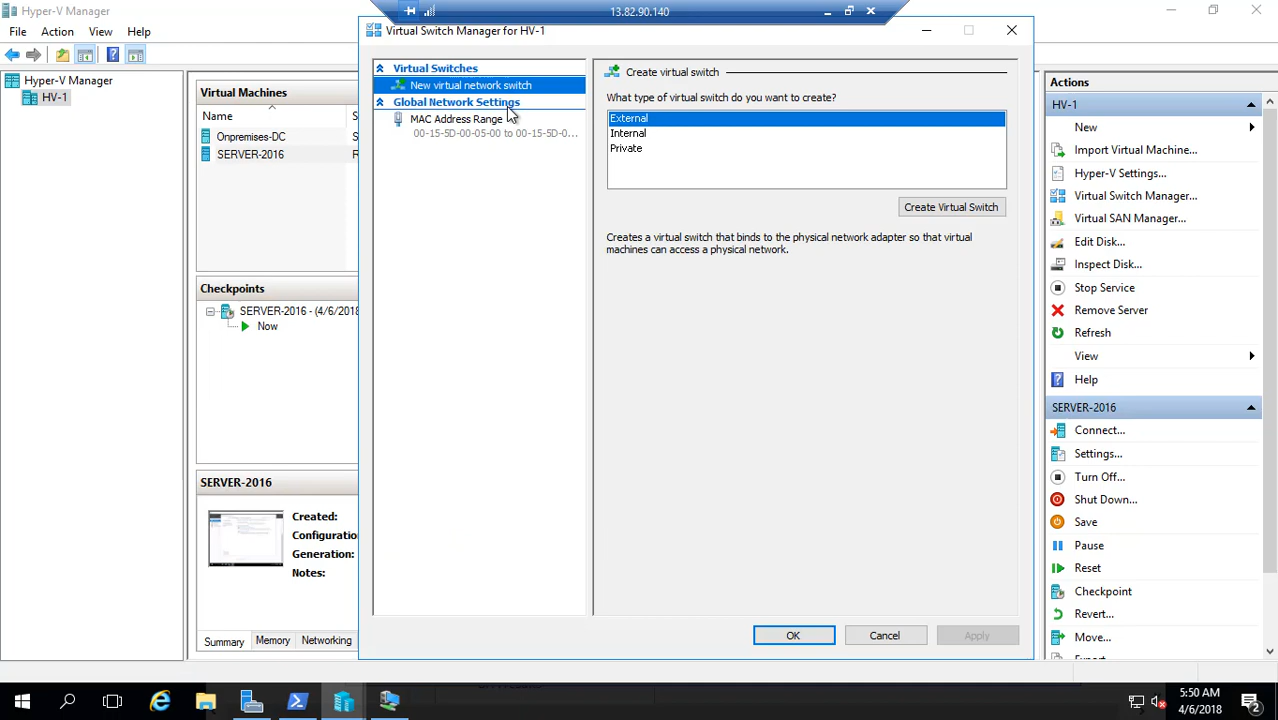 Hyper-V Manager
13.82.90.140
File Action View Help
Hyper-V Manager
HV-1
Virtual Machines
Name
Onpremises-DC
SERVER-2016
Checkpoints
SERVER-2016 - (4/6/2018
Now
SERVER-2016
Created:
Configuratio
Generation:
Notes:
Summary Memory Networking
Virtual Switch Manager for HV-1
Virtual Switches
New virtual network switch
Global Network Settings
MAC Address Range
00-15-5D-00-05-00 to 00-15-5D-0...
Create virtual switch
What type of virtual switch do you want to create?
External
Internal
Private
Create Virtual Switch
Creates a virtual switch that binds to the physical network adapter so that virtual
machines can access a physical network.
OK Cancel Apply
Actions
HV-1
New
Import Virtual Machine...
Hyper-V Settings...
Virtual Switch Manager...
Virtual SAN Manager...
Edit Disk...
Inspect Disk...
Stop Service
Remove Server
Refresh
View
Help
SERVER-2016
Connect...
Settings...
Turn Off...
Shut Down...
Save
Pause
Reset
Checkpoint
Revert...
Move...
5:50 AM
4/6/2018
2